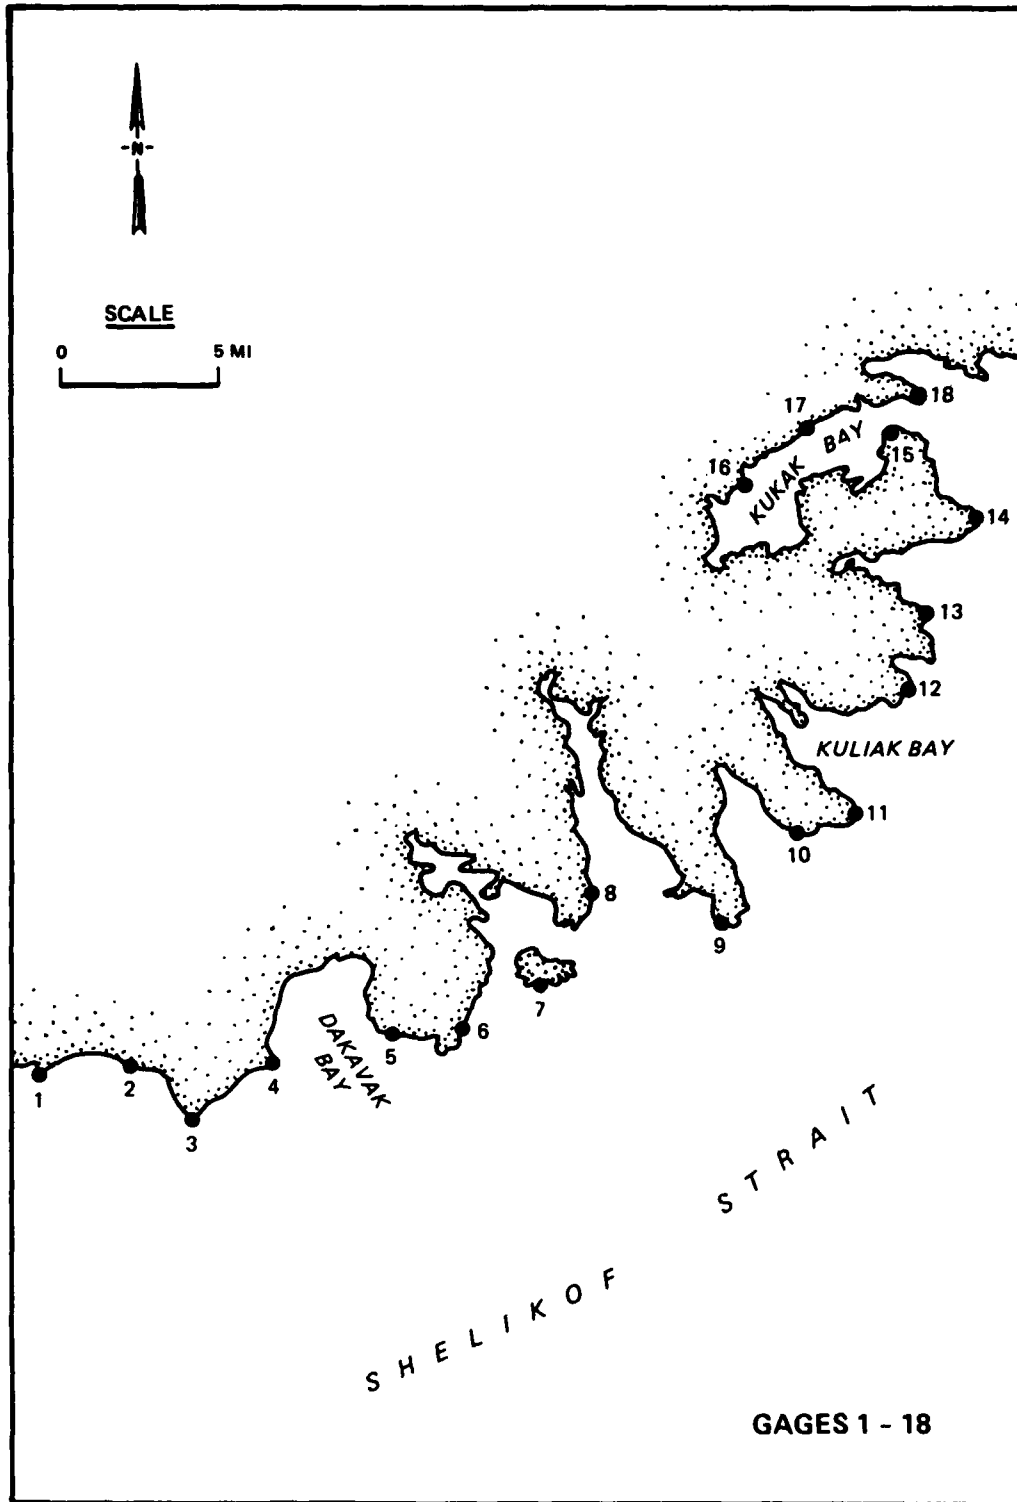 N
SCALE
0 5 MI
18
17
BAY
15
16
KUKAK
14
13
12
KULIAK BAY
11
10
8
9
7
6
5
DAKAVAK
BAY
4
2
1
3
STRAIT
SHELIKOF
GAGES 1 - 18